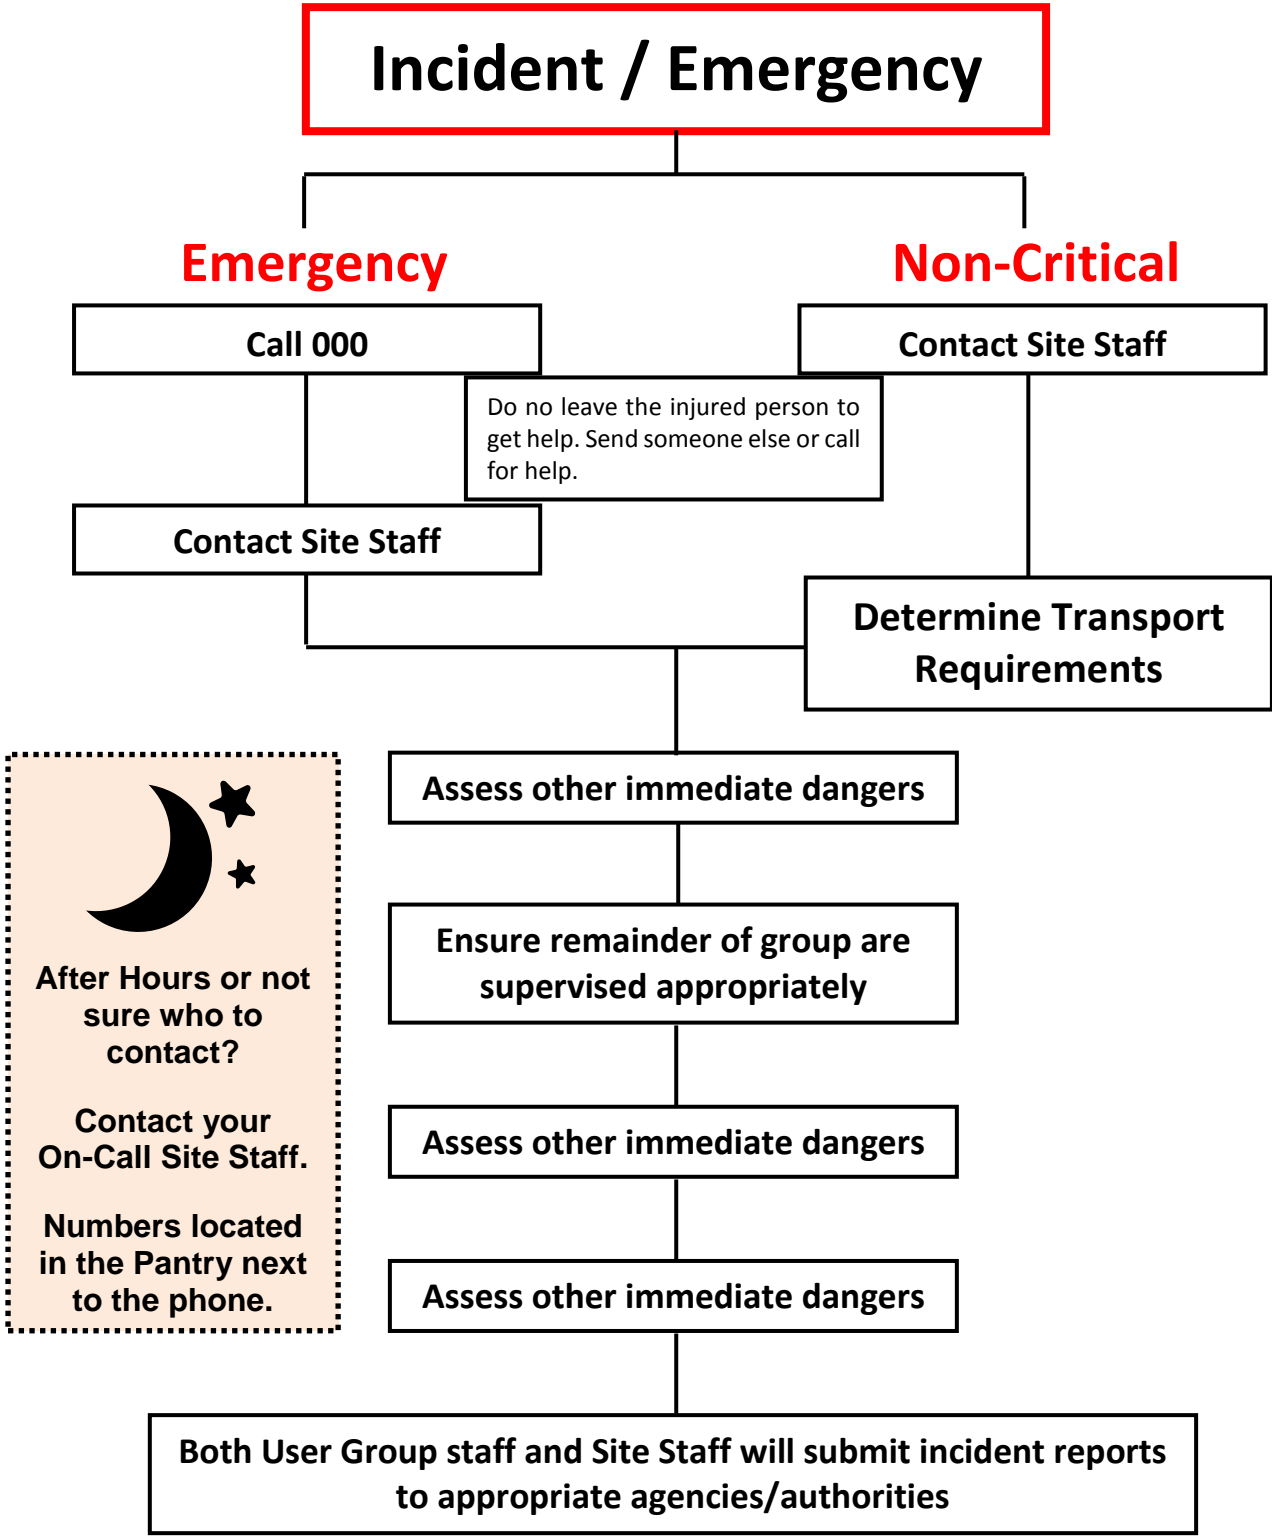 Incident / Emergency
Emergency
Non-Critical
Call 000
Contact Site Staff
Do no leave the injured person to
get help. Send someone else or call
for help.
Contact Site Staff
Determine Transport
Requirements
Assess other immediate dangers
Ensure remainder of group are
supervised appropriately
Assess other immediate dangers
Assess other immediate dangers
After Hours or not
sure who to
contact?
Contact your
On-Call Site Staff.
Numbers located
in the Pantry next
to the phone.
Both User Group staff and Site Staff will submit incident reports
to appropriate agencies/authorities